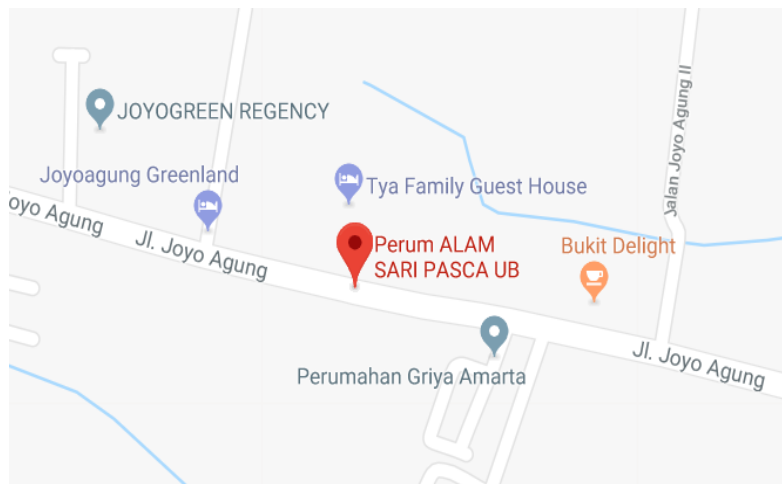 JOYOGREEN REGENCY
Jalan Joyo Agung II
Joyoagung Greenland
Tya Family Guest House
oyo Agung
Jl. Joyo Agung
Perum ALAM
SARI PASCA UB
Bukit Delight
Jl. Joyo Agung
Perumahan Griya Amarta